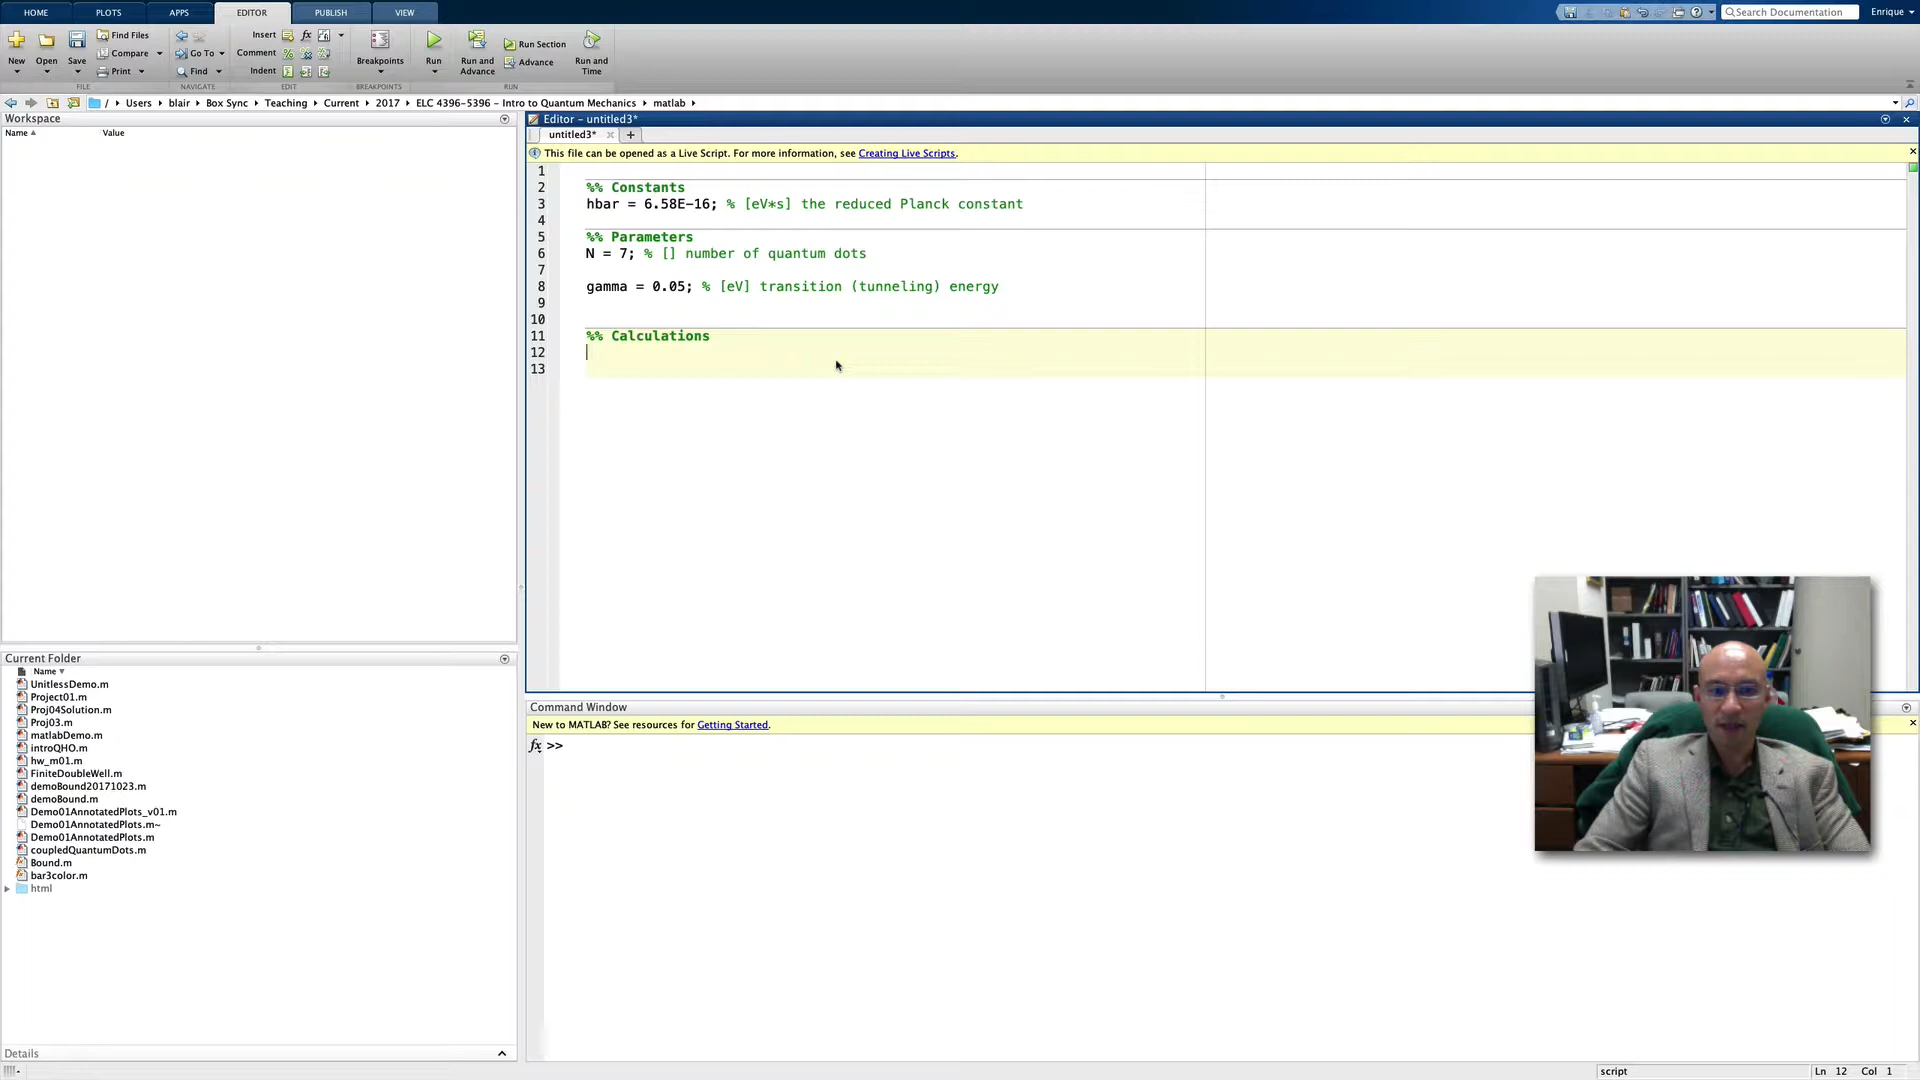 HOME PLOTS APPS EDITOR PUBLISH VIEW
Search Documentation Enrique
New Open Save Find Files Compare Print
Go To Find
Insert Comment Indent
Breakpoints Run Run and Advance Run Section Advance Run and Time
FILE NAVIGATE EDIT BREAKPOINTS RUN
/ Users blair Box Sync Teaching Current 2017 ELC 4396-5396 - Intro to Quantum Mechanics matlab
Workspace
Name Value
Editor - untitled3*
untitled3*
This file can be opened as a Live Script. For more information, see Creating Live Scripts.
1
2 %% Constants
3 hbar = 6.58E-16; % [eV*s] the reduced Planck constant
4
5 %% Parameters
6 N = 7; % [] number of quantum dots
7
8 gamma = 0.05; % [eV] transition (tunneling) energy
9
10
11 %% Calculations
12
13
Current Folder
Name
UnitlessDemo.m
Project01.m
Proj04Solution.m
Proj03.m
matlabDemo.m
introQHO.m
hw_m01.m
FiniteDoubleWell.m
demoBound20171023.m
demoBound.m
Demo01AnnotatedPlots_v01.m
Demo01AnnotatedPlots.m~
Demo01AnnotatedPlots.m
coupledQuantumDots.m
Bound.m
bar3color.m
html
Details
Command Window
New to MATLAB? See resources for Getting Started.
fx >>
script Ln 12 Col 1